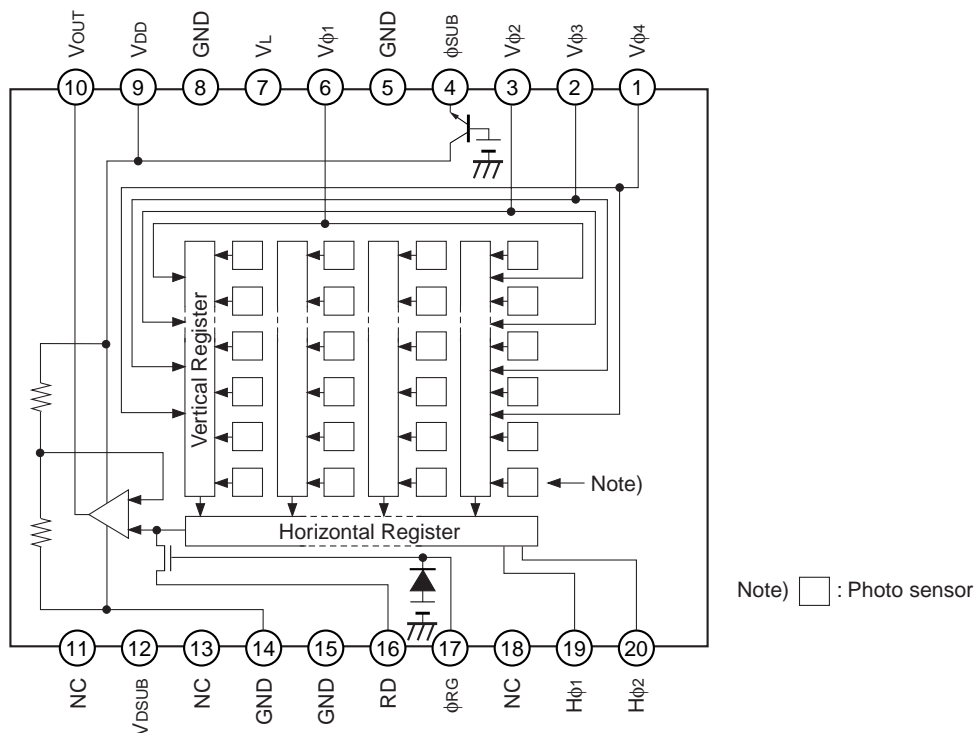 VOUT
VDD
GND
VL
Vϕ1
GND
ϕSUB
Vϕ2
Vϕ3
Vϕ4
10
9
8
7
6
5
4
3
2
1
Vertical Register
Note)
Horizontal Register
Note) : Photo sensor
11
12
13
14
15
16
17
18
19
20
NC
VDSUB
NC
GND
GND
RD
ϕRG
NC
Hϕ1
Hϕ2